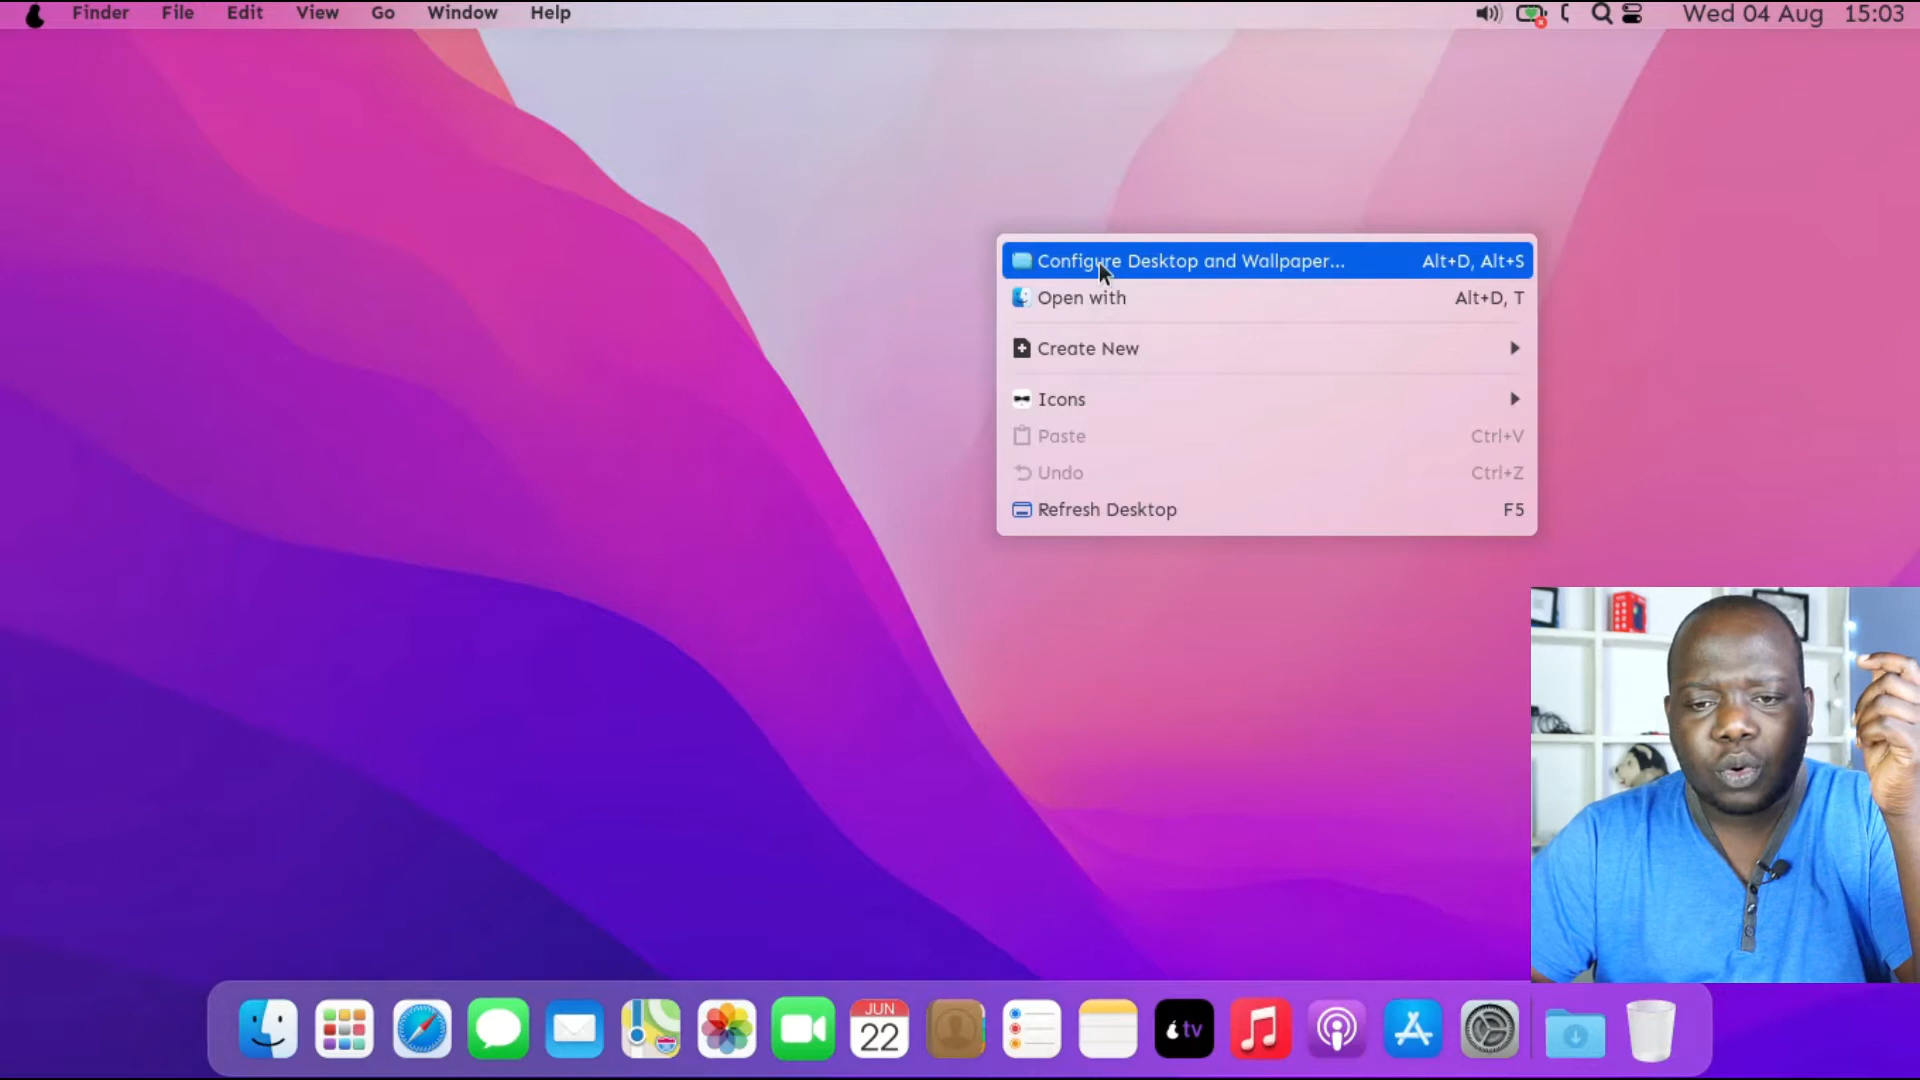 Finder File Edit View Go Window Help Wed 04 Aug 15:03
Configure Desktop and Wallpaper... Alt+D, Alt+S
Open with Alt+D, T
Create New
Icons
Paste Ctrl+V
Undo Ctrl+Z
Refresh Desktop F5
JUN
22
tv